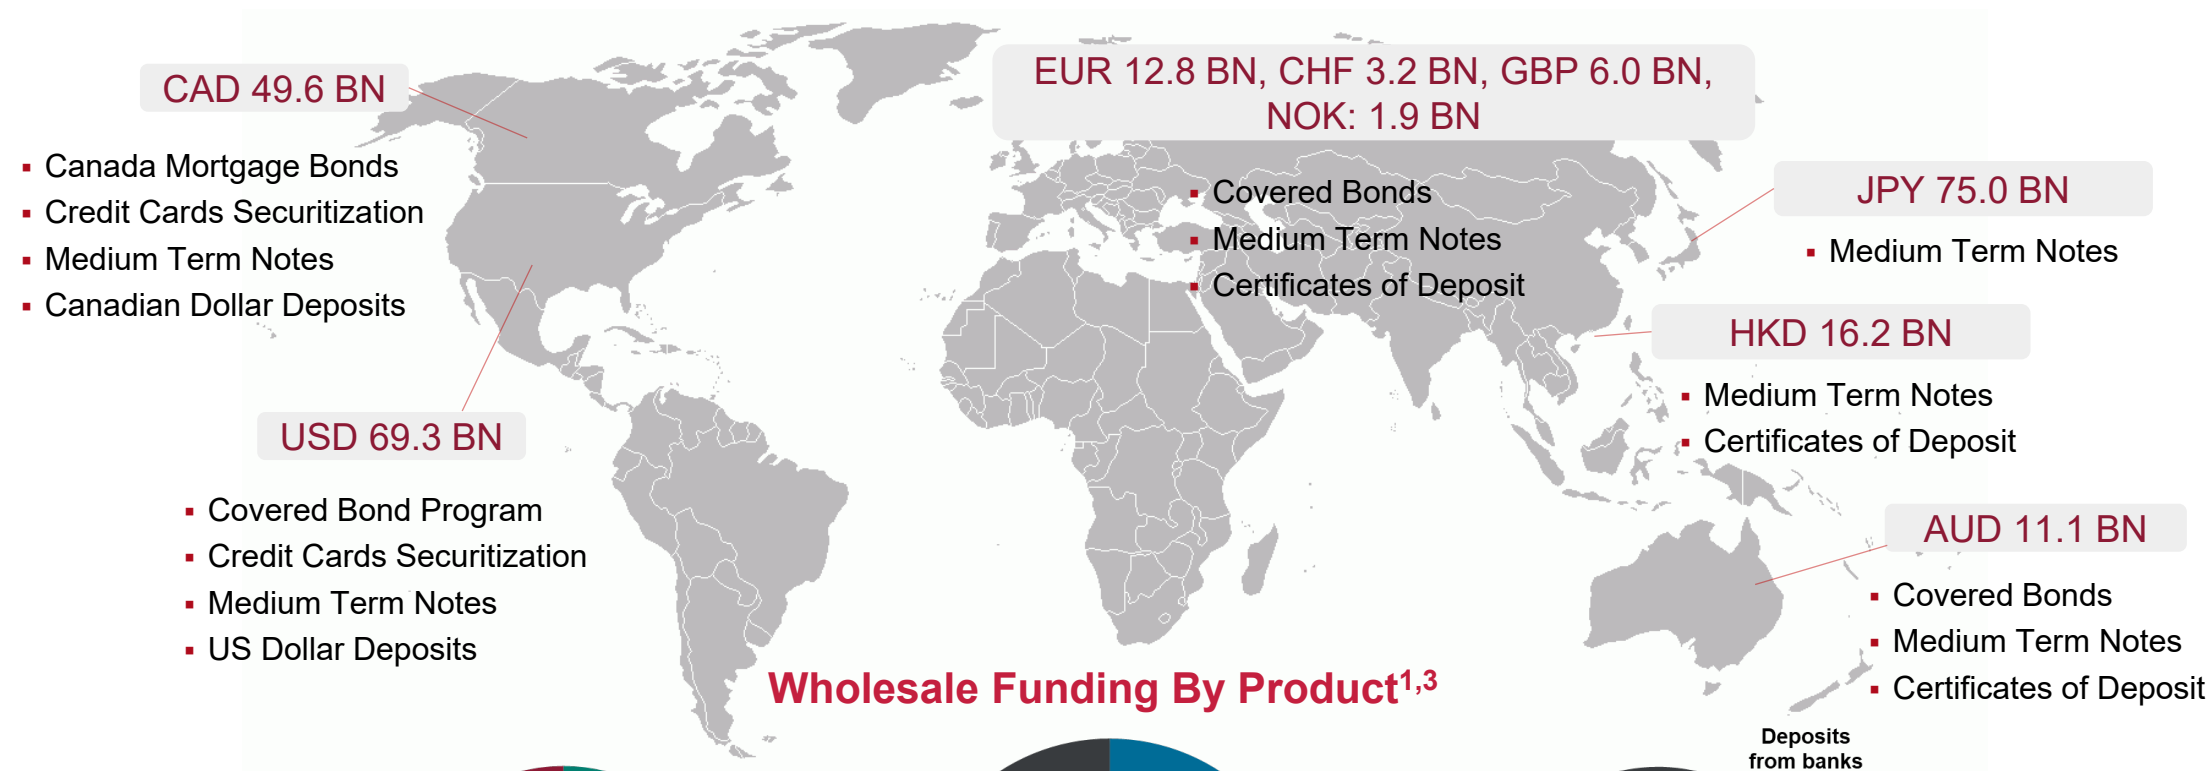 CAD 49.6 BN
▪ Canada Mortgage Bonds
▪ Credit Cards Securitization
▪ Medium Term Notes
▪ Canadian Dollar Deposits
USD 69.3 BN
▪ Covered Bond Program
▪ Credit Cards Securitization
▪ Medium Term Notes
▪ US Dollar Deposits
EUR 12.8 BN, CHF 3.2 BN, GBP 6.0 BN,
NOK: 1.9 BN
▪ Covered Bonds
▪ Medium Term Notes
▪ Certificates of Deposit
JPY 75.0 BN
▪ Medium Term Notes
HKD 16.2 BN
▪ Medium Term Notes
▪ Certificates of Deposit
AUD 11.1 BN
▪ Covered Bonds
▪ Medium Term Notes
▪ Certificates of Deposit
Wholesale Funding By Product¹,³
Deposits
from banks